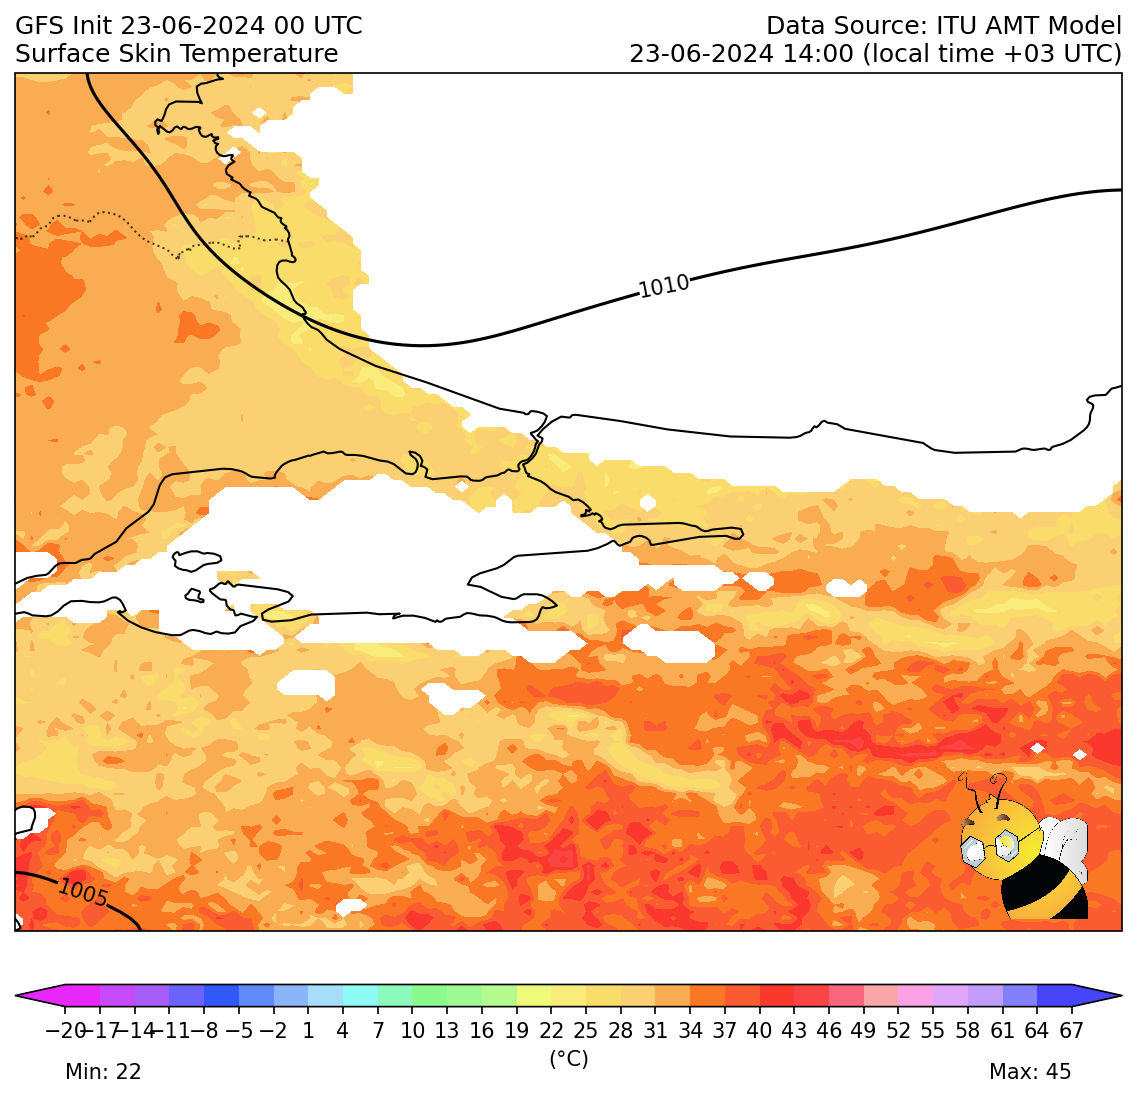 GFS Init 23-06-2024 00 UTC
Data Source: ITU AMT Model
Surface Skin Temperature
23-06-2024 14:00 (local time +03 UTC)
1010
1005
−20 −17 −14 −11 −8 −5 −2 1 4 7 10 13 16 19 22 25 28 31 34 37 40 43 46 49 52 55 58 61 64 67
(°C)
Min: 22
Max: 45